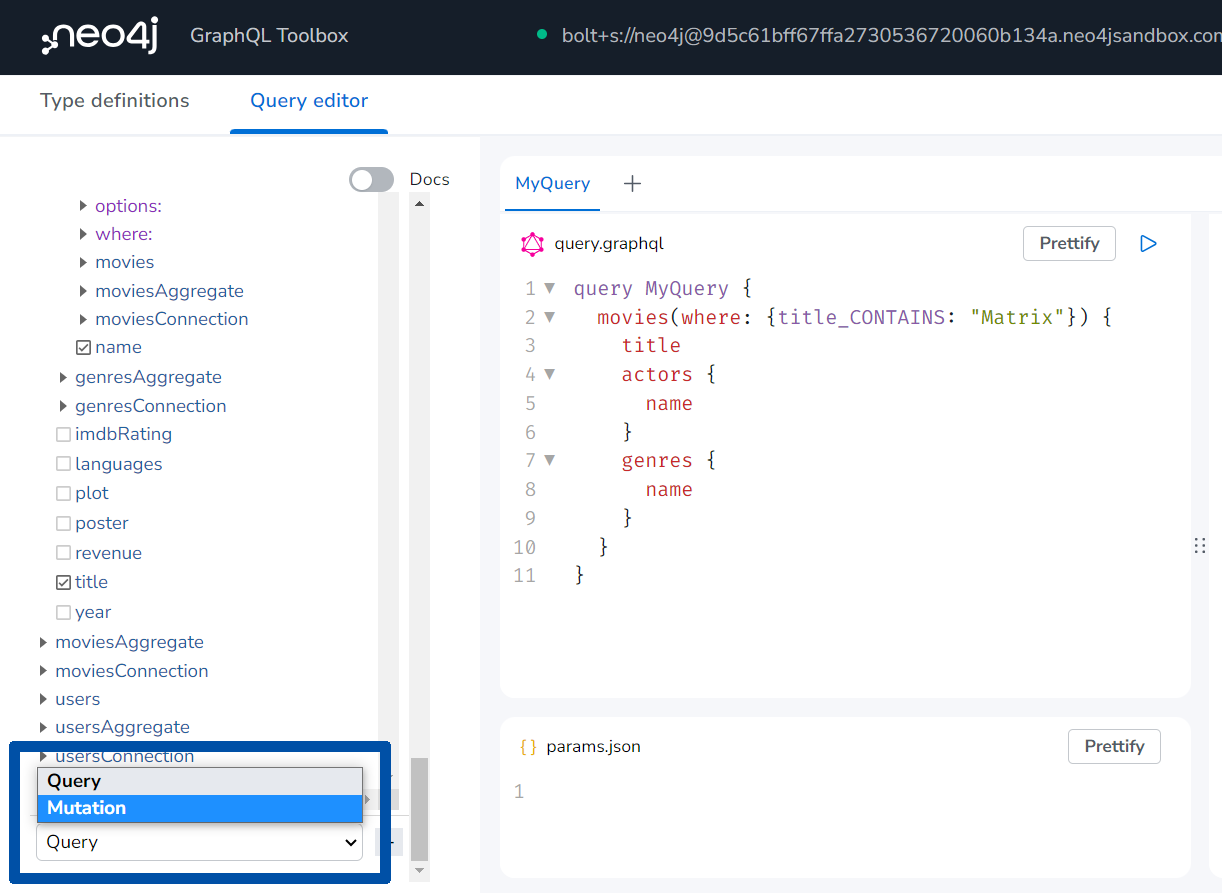 neo4j GraphQL Toolbox bolt+s://neo4j@9d5c61bff67ffa2730536720060b134a.neo4jsandbox.com
Type definitions Query editor
Docs
options:
where:
movies
moviesAggregate
moviesConnection
name
genresAggregate
genresConnection
imdbRating
languages
plot
poster
revenue
title
year
moviesAggregate
moviesConnection
users
usersAggregate
usersConnection
Query
Mutation
Query
MyQuery +
query.graphql Prettify
1 query MyQuery {
2 movies(where: {title_CONTAINS: "Matrix"}) {
3 title
4 actors {
5 name
6 }
7 genres {
8 name
9 }
10 }
11 }
{} params.json Prettify
1